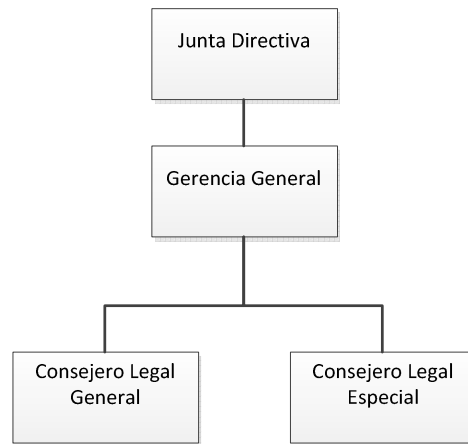 Junta Directiva
Gerencia General
Consejero Legal
General
Consejero Legal
Especial